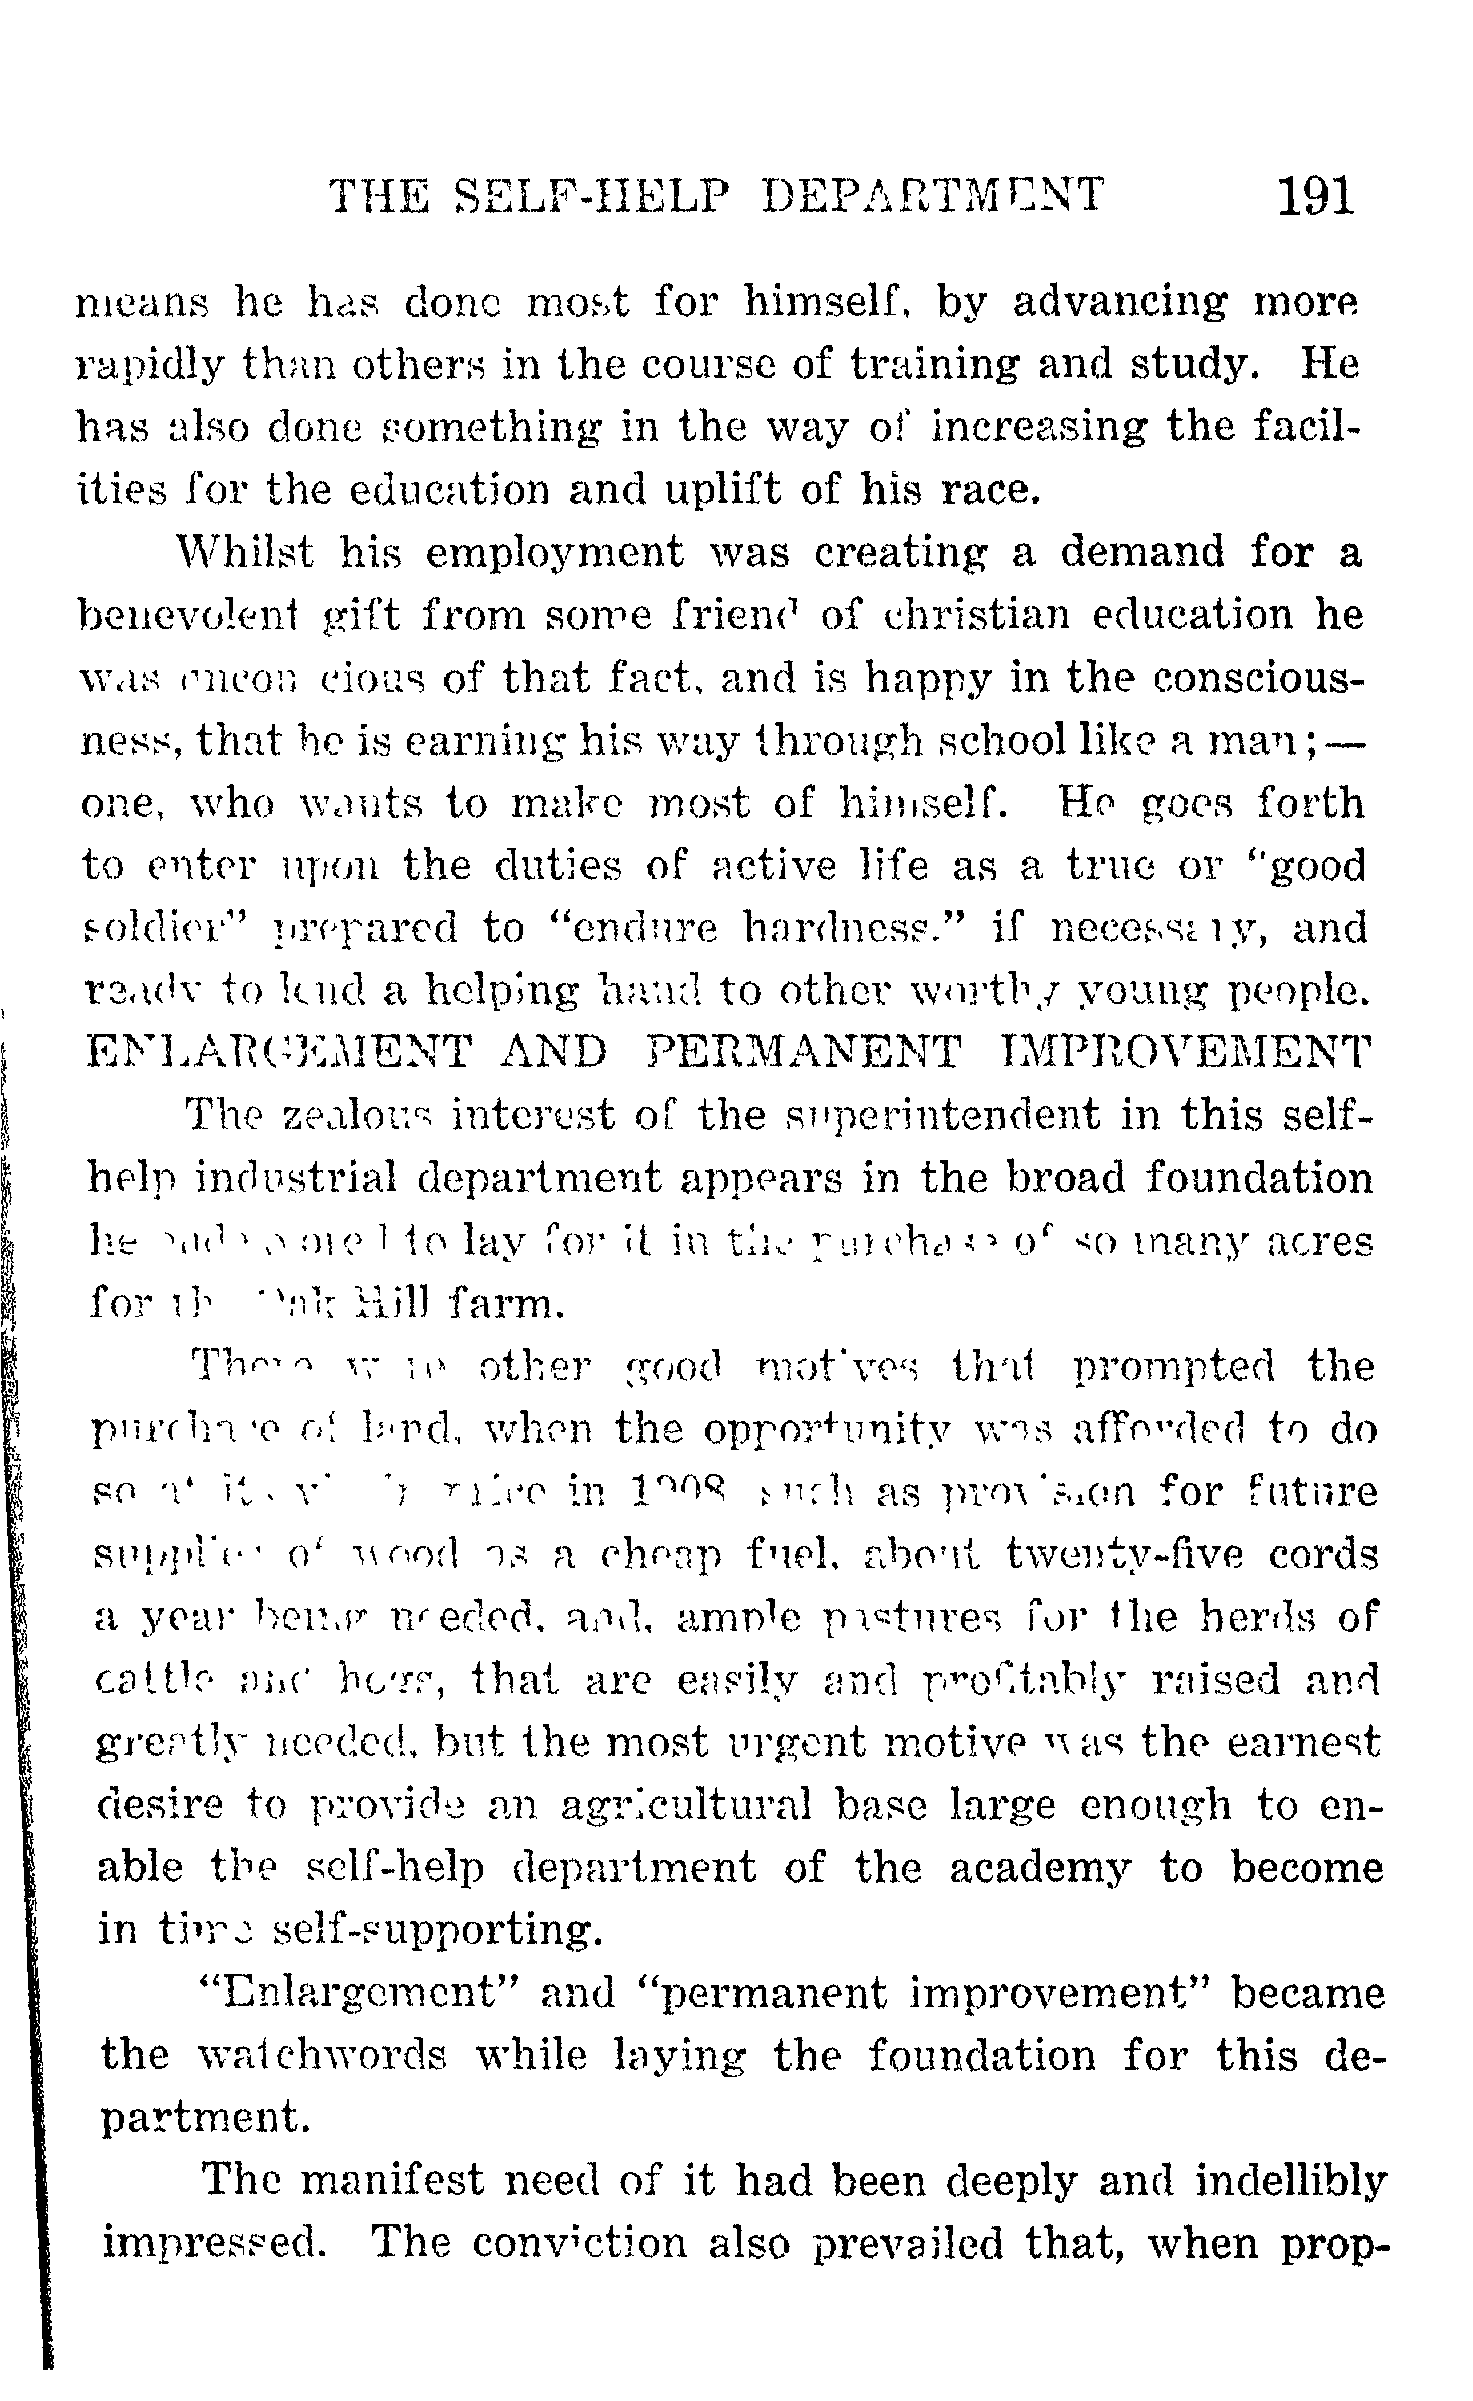 THE SELF-HELP DEPARTMENT 191
means he has done most for himself, by advancing more
rapidly than others in the course of training and study. He
has also done something in the way of increasing the facil-
ities for the education and uplift of his race.
Whilst his employment was creating a demand for a
benevolent gift from some friend of christian education he
was of that fact, and is happy in the conscious-
ness, that he is earning his way through school like a man;—
one, who wants to make most of himself. He goes forth
to enter upon the duties of active life as a true or "good
soldier" prepared to "endure hardness." if necessary, and
ready to lend a helping hand to other worthy young people.
ENLARGEMENT AND PERMANENT IMPROVEMENT
The zealous interest of the superintendent in this self-
help industrial department appears in the broad foundation
he to lay for it in the purchase of so many acres
for the Oak Hill farm.
There were other good motives that prompted the
purchase of land, when the opportunity was afforded to do
so at price in 1908 such as provision for future
supplies of wood as a cheap fuel, about twenty-five cords
a year being needed, and, ample pastures for the herds of
cattle and hogs, that are easily and profitably raised and
greatly needed, but the most urgent motive was the earnest
desire to provide an agricultural base large enough to en-
able the self-help department of the academy to become
in time self-supporting.
"Enlargement" and "permanent improvement" became
the watchwords while laying the foundation for this de-
partment.
The manifest need of it had been deeply and indellibly
impressed. The conviction also prevailed that, when prop-